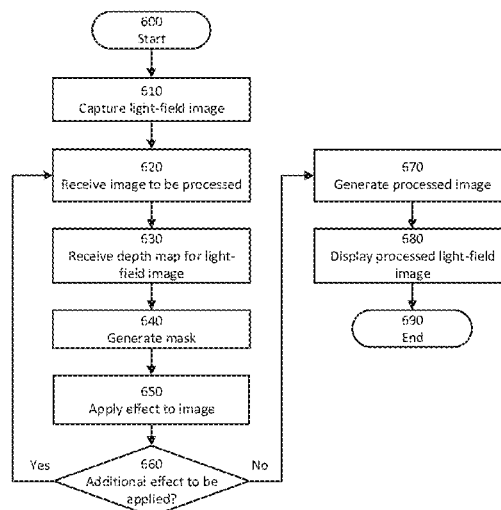 600
Start
610
Capture light-field image
620
Receive image to be processed
630
Receive depth map for light-
field image
640
Generate mask
650
Apply effect to image
660
Additional effect to be
applied?
Yes
No
670
Generate processed image
680
Display processed light-field
image
690
End